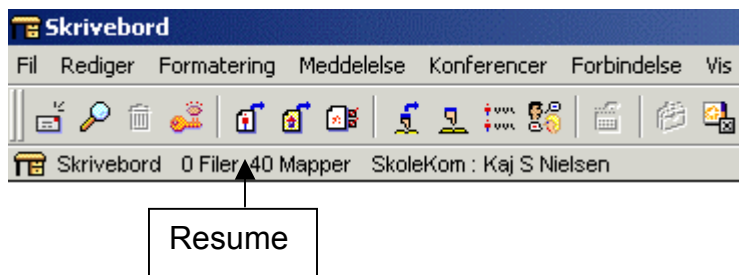 Skrivebord
Fil Rediger Formatering Meddelelse Konferencer Forbindelse Vis
Skrivebord 0 Filer 40 Mapper SkoleKom : Kaj S Nielsen
Resume